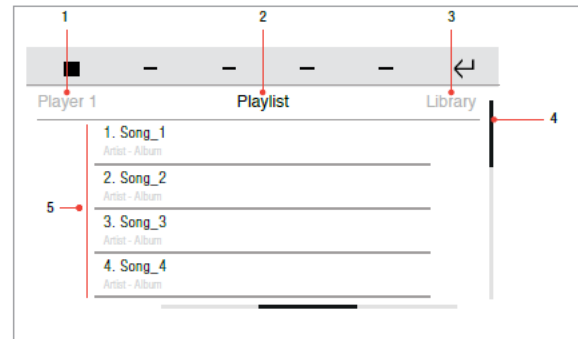 1 2 3
Player 1 Playlist Library
4
1. Song_1
Artist - Album
2. Song_2
Artist - Album
5
3. Song_3
Artist - Album
4. Song_4
Artist - Album